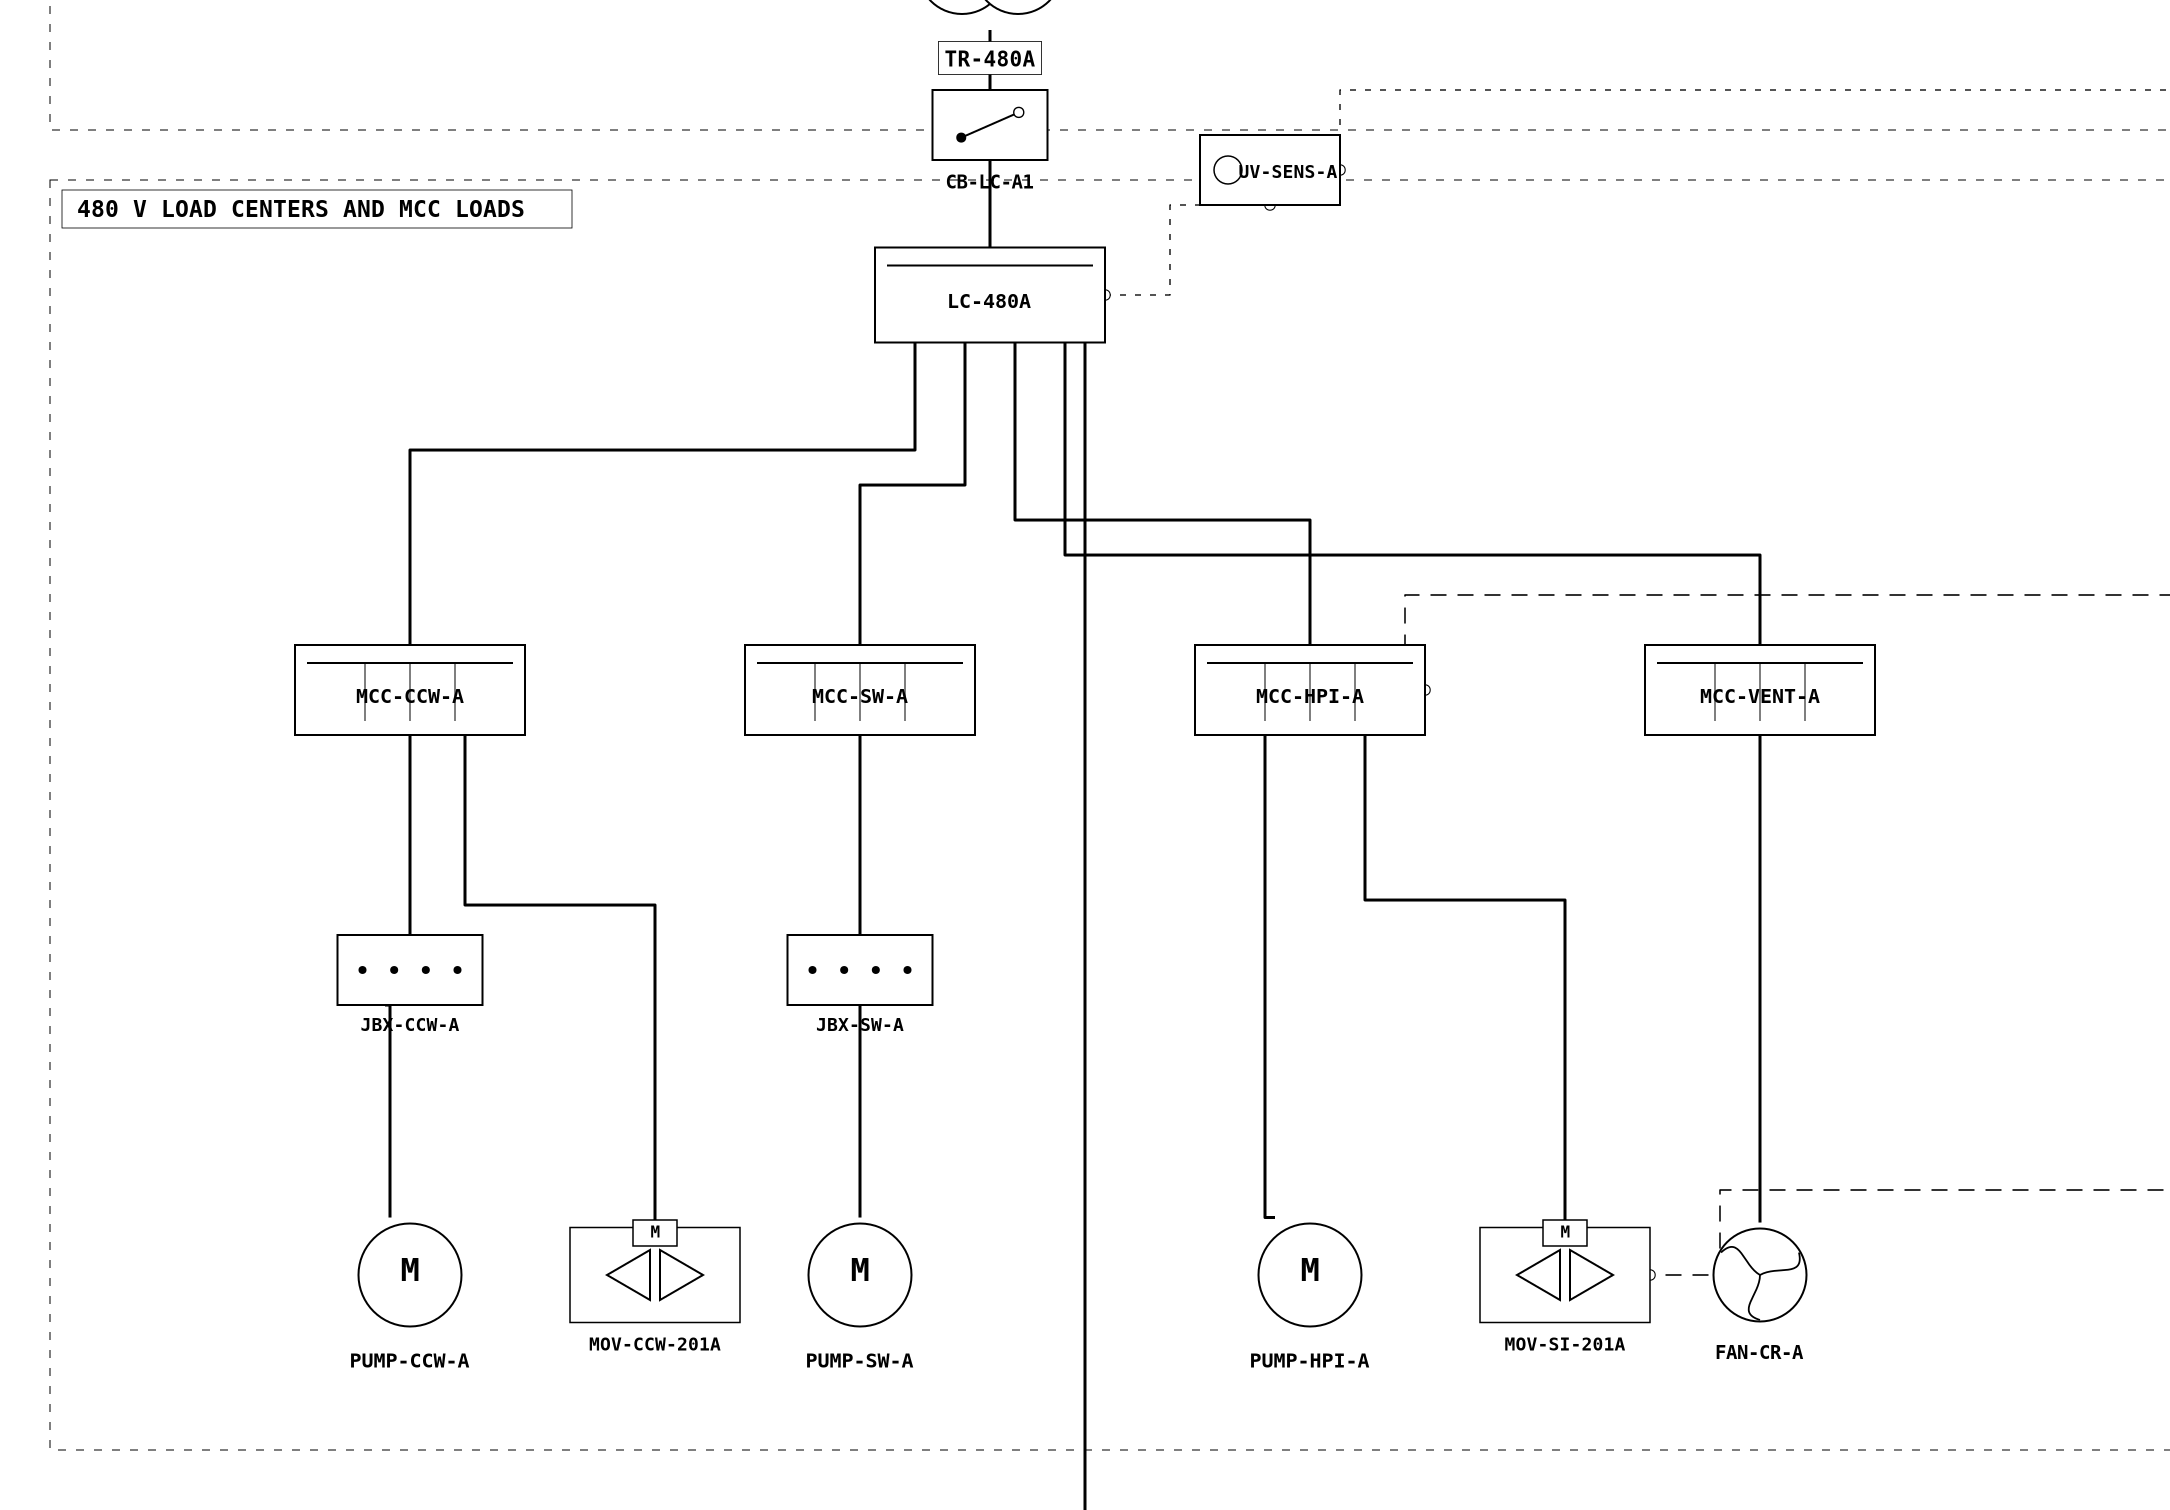 TR-480A
CB-LC-A1
UV-SENS-A
480 V LOAD CENTERS AND MCC LOADS
LC-480A
MCC-CCW-A
MCC-SW-A
MCC-HPI-A
MCC-VENT-A
JBX-CCW-A
JBX-SW-A
M
M
M
M
M
MOV-CCW-201A
MOV-SI-201A
FAN-CR-A
PUMP-CCW-A
PUMP-SW-A
PUMP-HPI-A